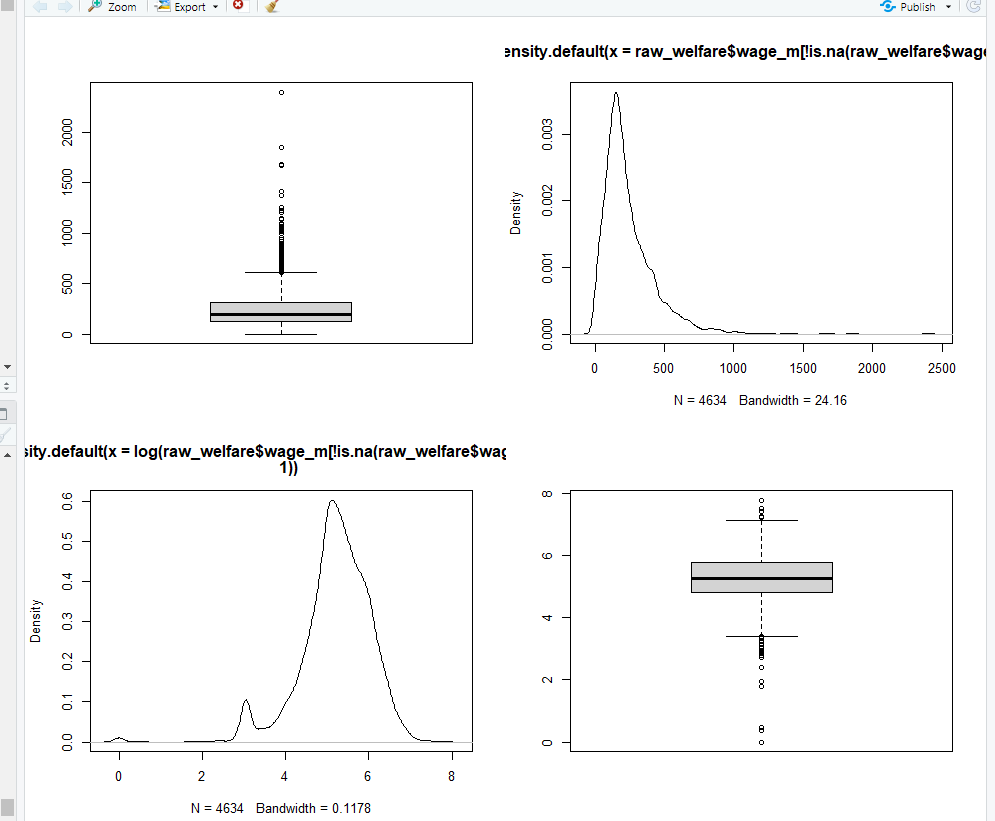 Zoom Export Publish
ensity.default(x = raw_welfare$wage_m[!is.na(raw_welfare$wage
0 500 1000 1500 2000
Density
0.000 0.001 0.002 0.003
0 500 1000 1500 2000 2500
N = 4634 Bandwidth = 24.16
sity.default(x = log(raw_welfare$wage_m[!is.na(raw_welfare$wag
1))
Density
0.0 0.1 0.2 0.3 0.4 0.5 0.6
0 2 4 6 8
N = 4634 Bandwidth = 0.1178
0 2 4 6 8